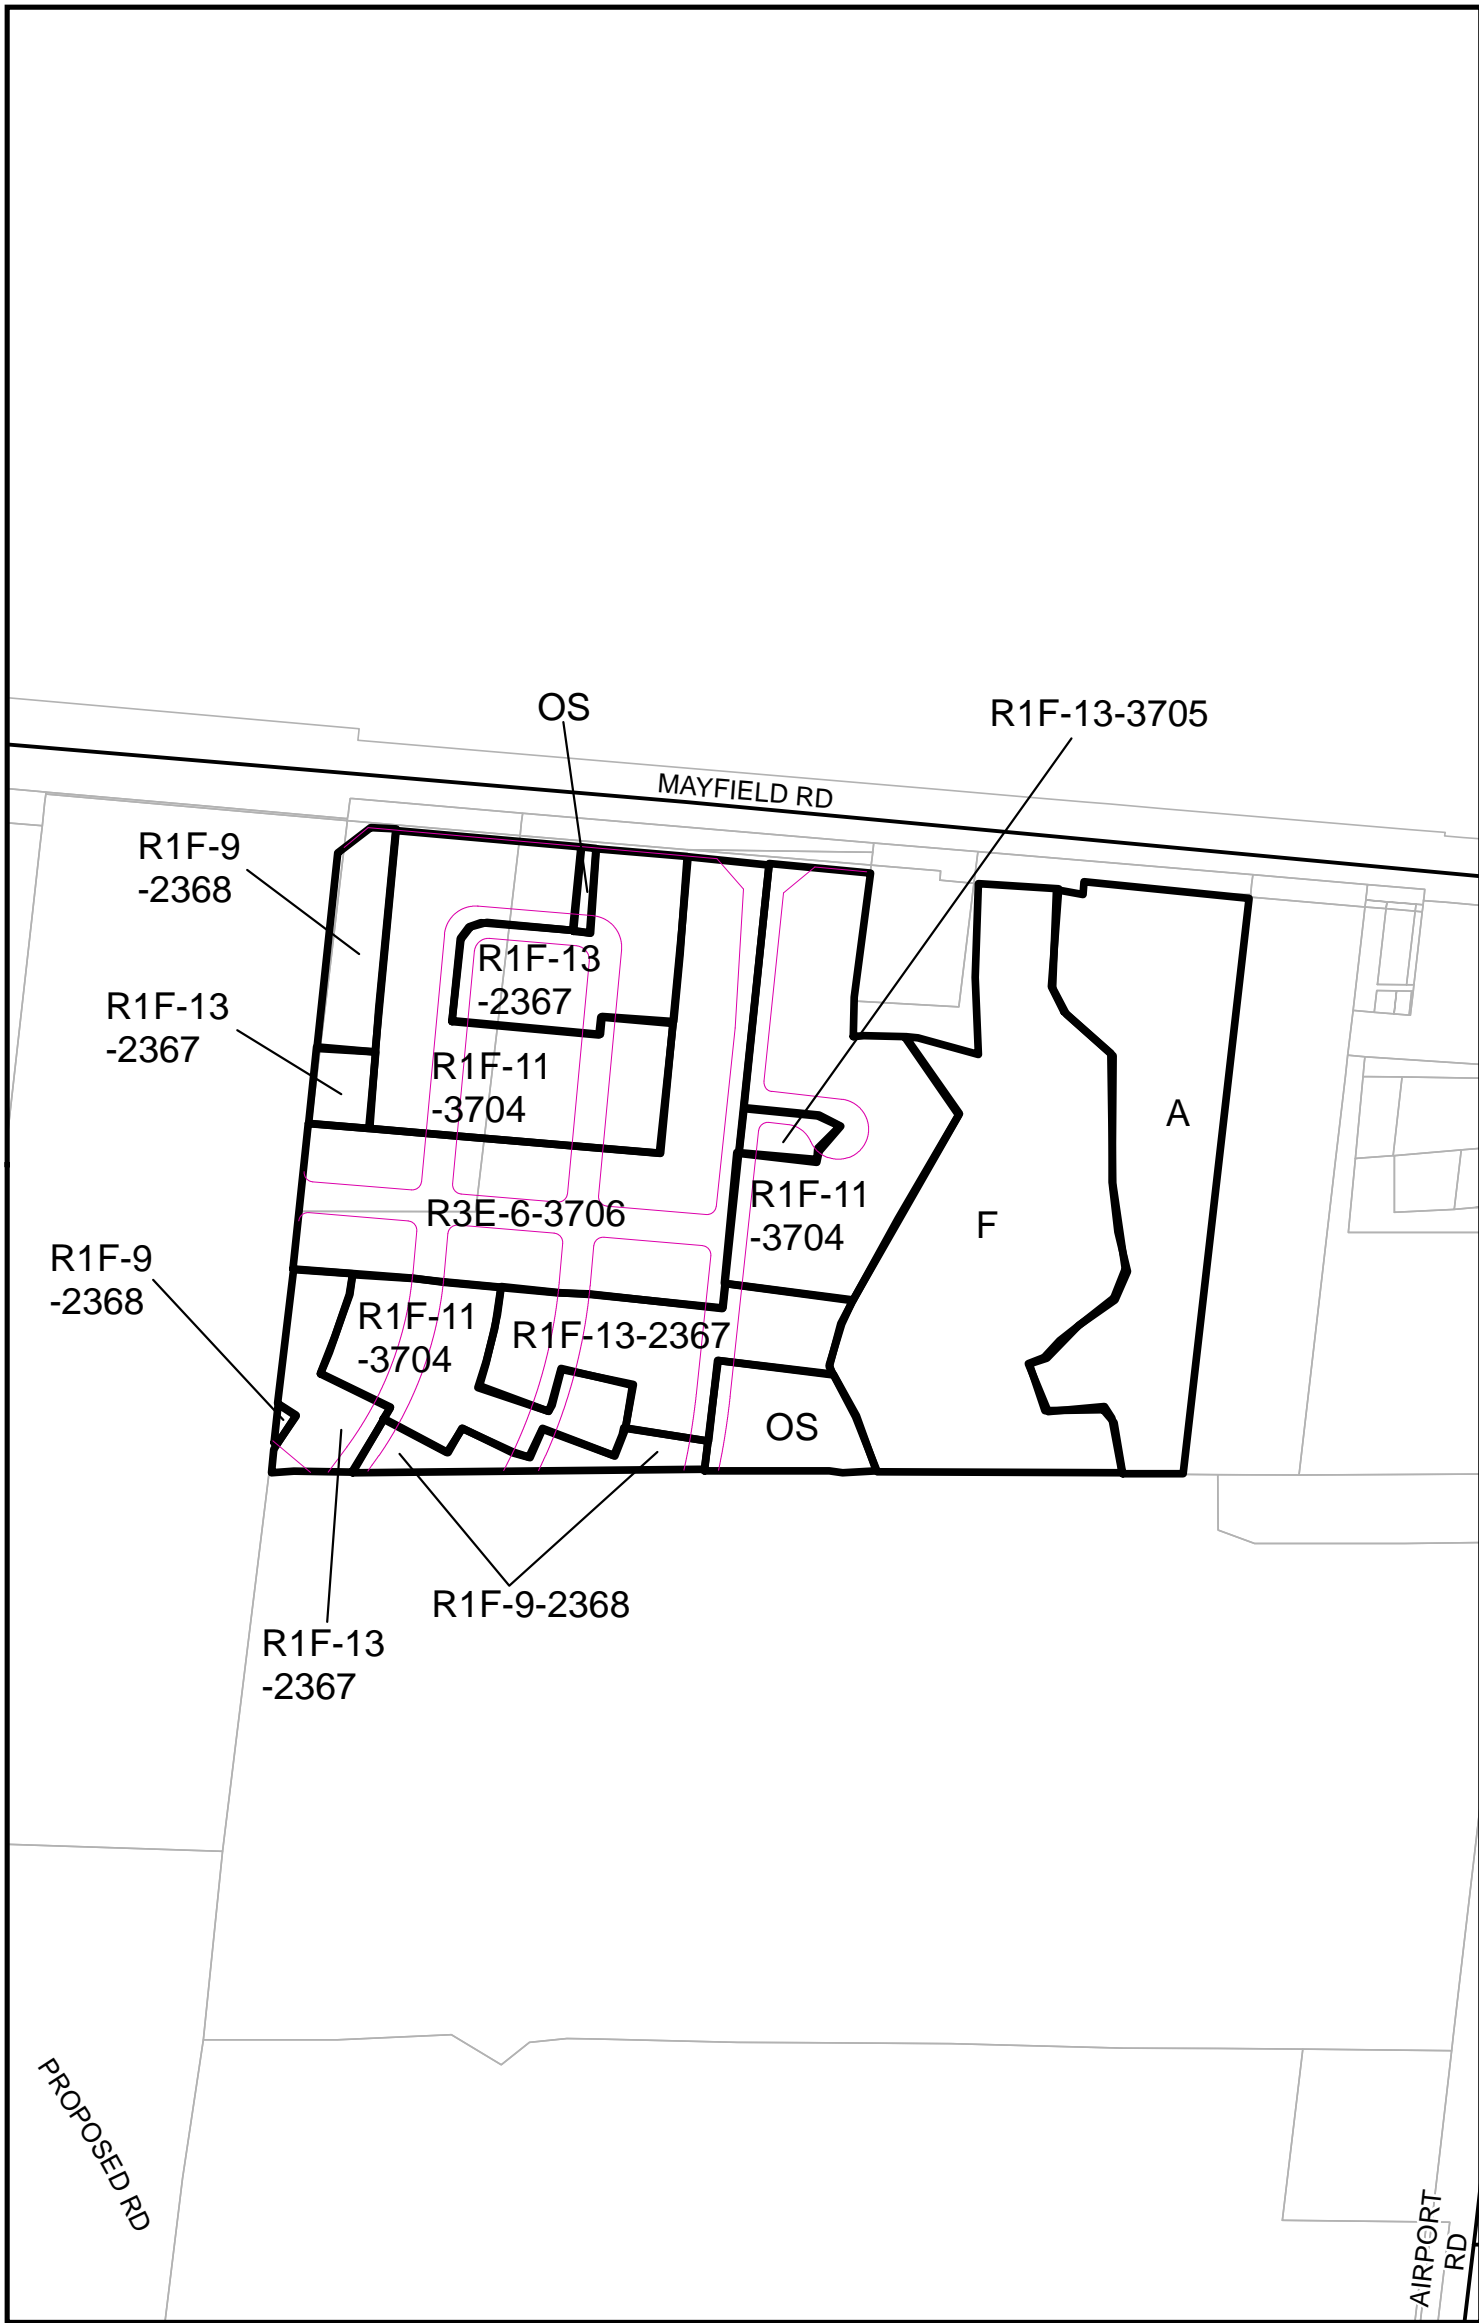 OS
R1F-13-3705
MAYFIELD RD
R1F-9
-2368
R1F-13
-2367
R1F-13
-2367
R1F-11
-3704
A
R1F-11
-3704
R3E-6-3706
F
R1F-9
-2368
R1F-11
-3704
R1F-13-2367
OS
R1F-9-2368
R1F-13
-2367
PROPOSED RD
AIRPORT
RD